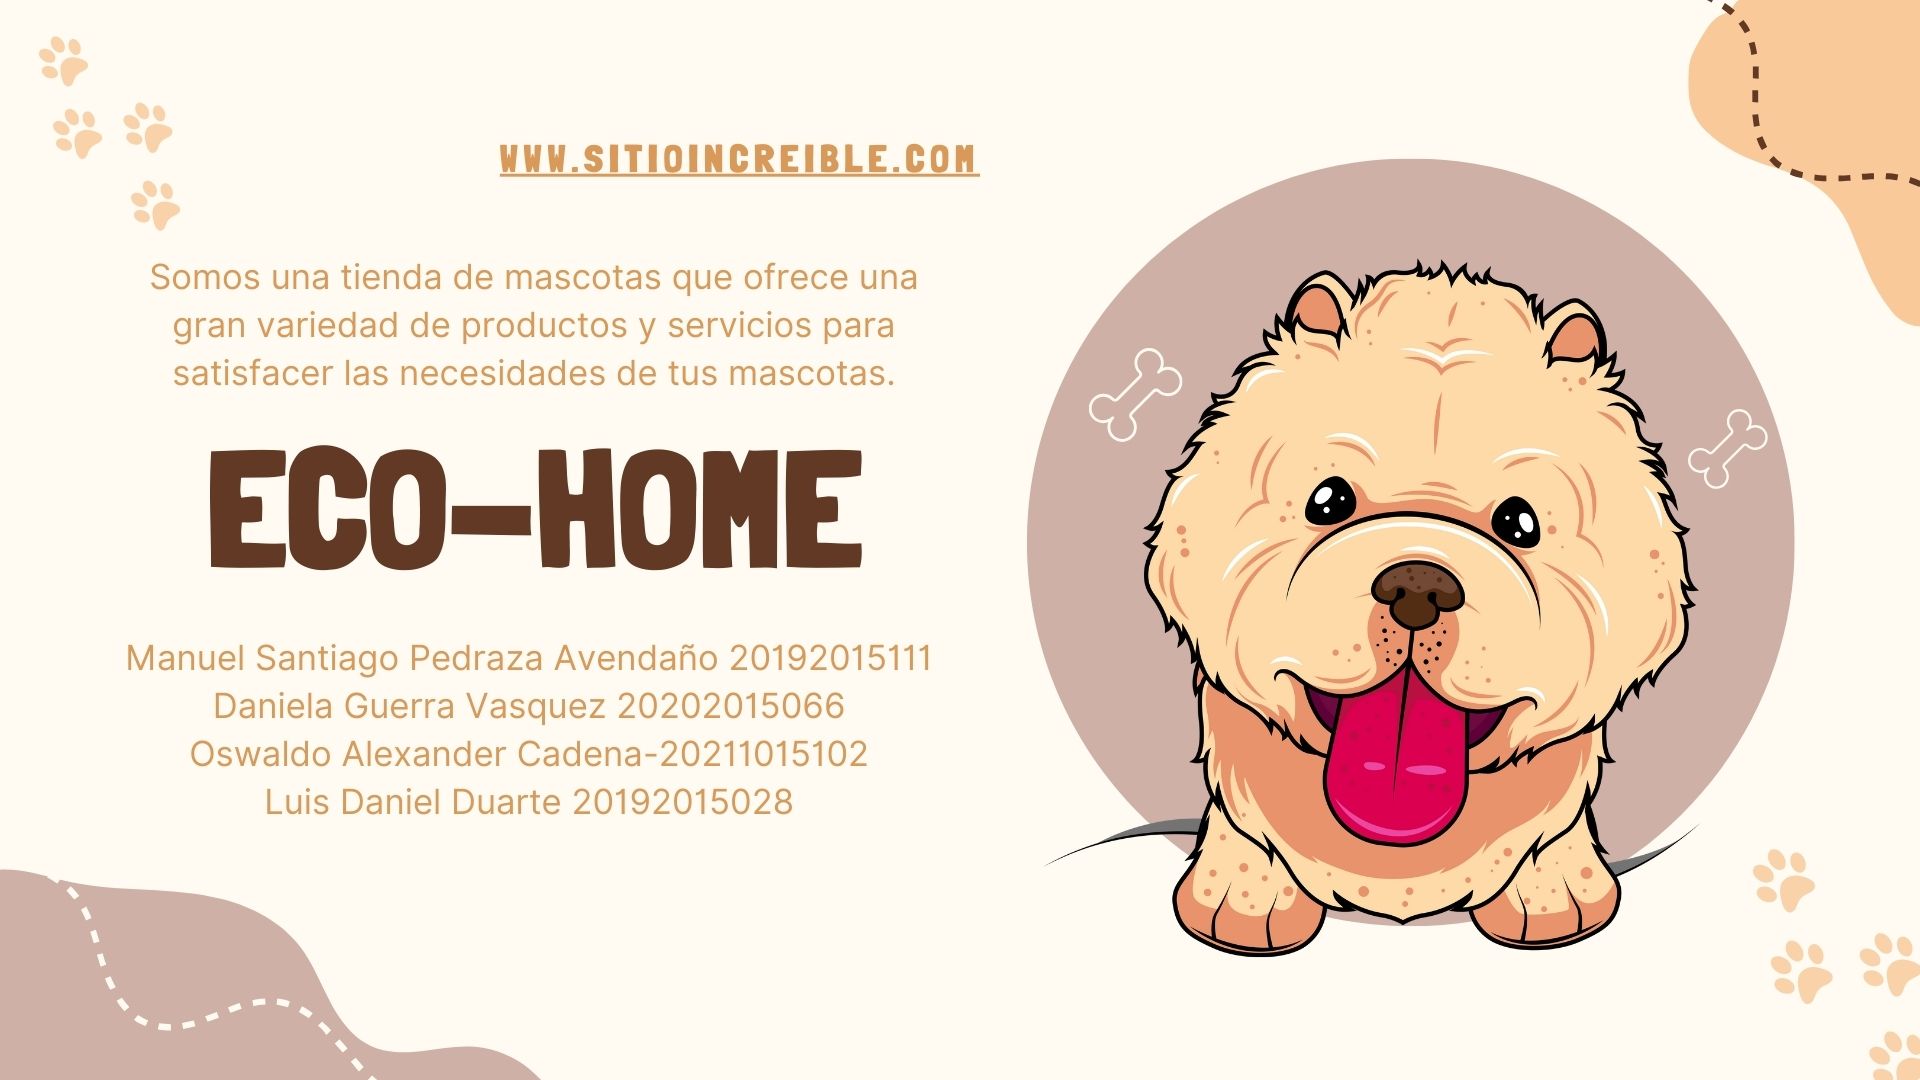 WWW.SITIOINCREIBLE.COM
Somos una tienda de mascotas que ofrece una
gran variedad de productos y servicios para
satisfacer las necesidades de tus mascotas.
ECO-HOME
Manuel Santiago Pedraza Avendaño 20192015111
Daniela Guerra Vasquez 20202015066
Oswaldo Alexander Cadena-20211015102
Luis Daniel Duarte 20192015028